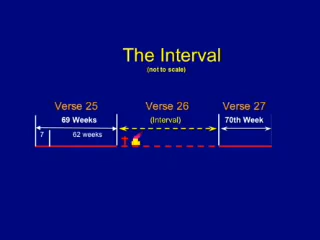 The Interval
(not to scale)
Verse 25 Verse 26 Verse 27
69 Weeks (Interval) 70th Week
7 62 weeks